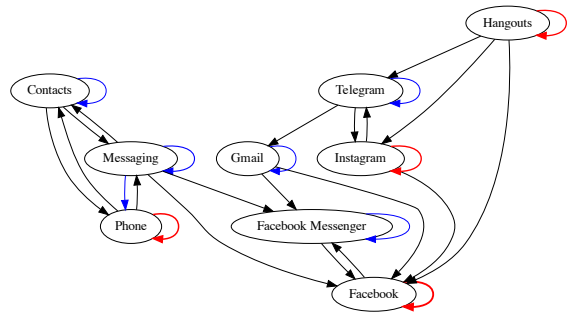 Hangouts
Contacts
Telegram
Messaging
Gmail
Instagram
Phone
Facebook Messenger
Facebook